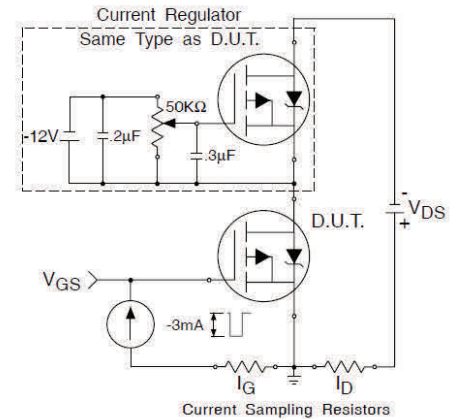 Current Regulator
Same Type as D.U.T.
50KΩ
-12V
.2μF
.3μF
D.U.T.
-
VDS
+
VGS
-3mA
IG
ID
Current Sampling Resistors